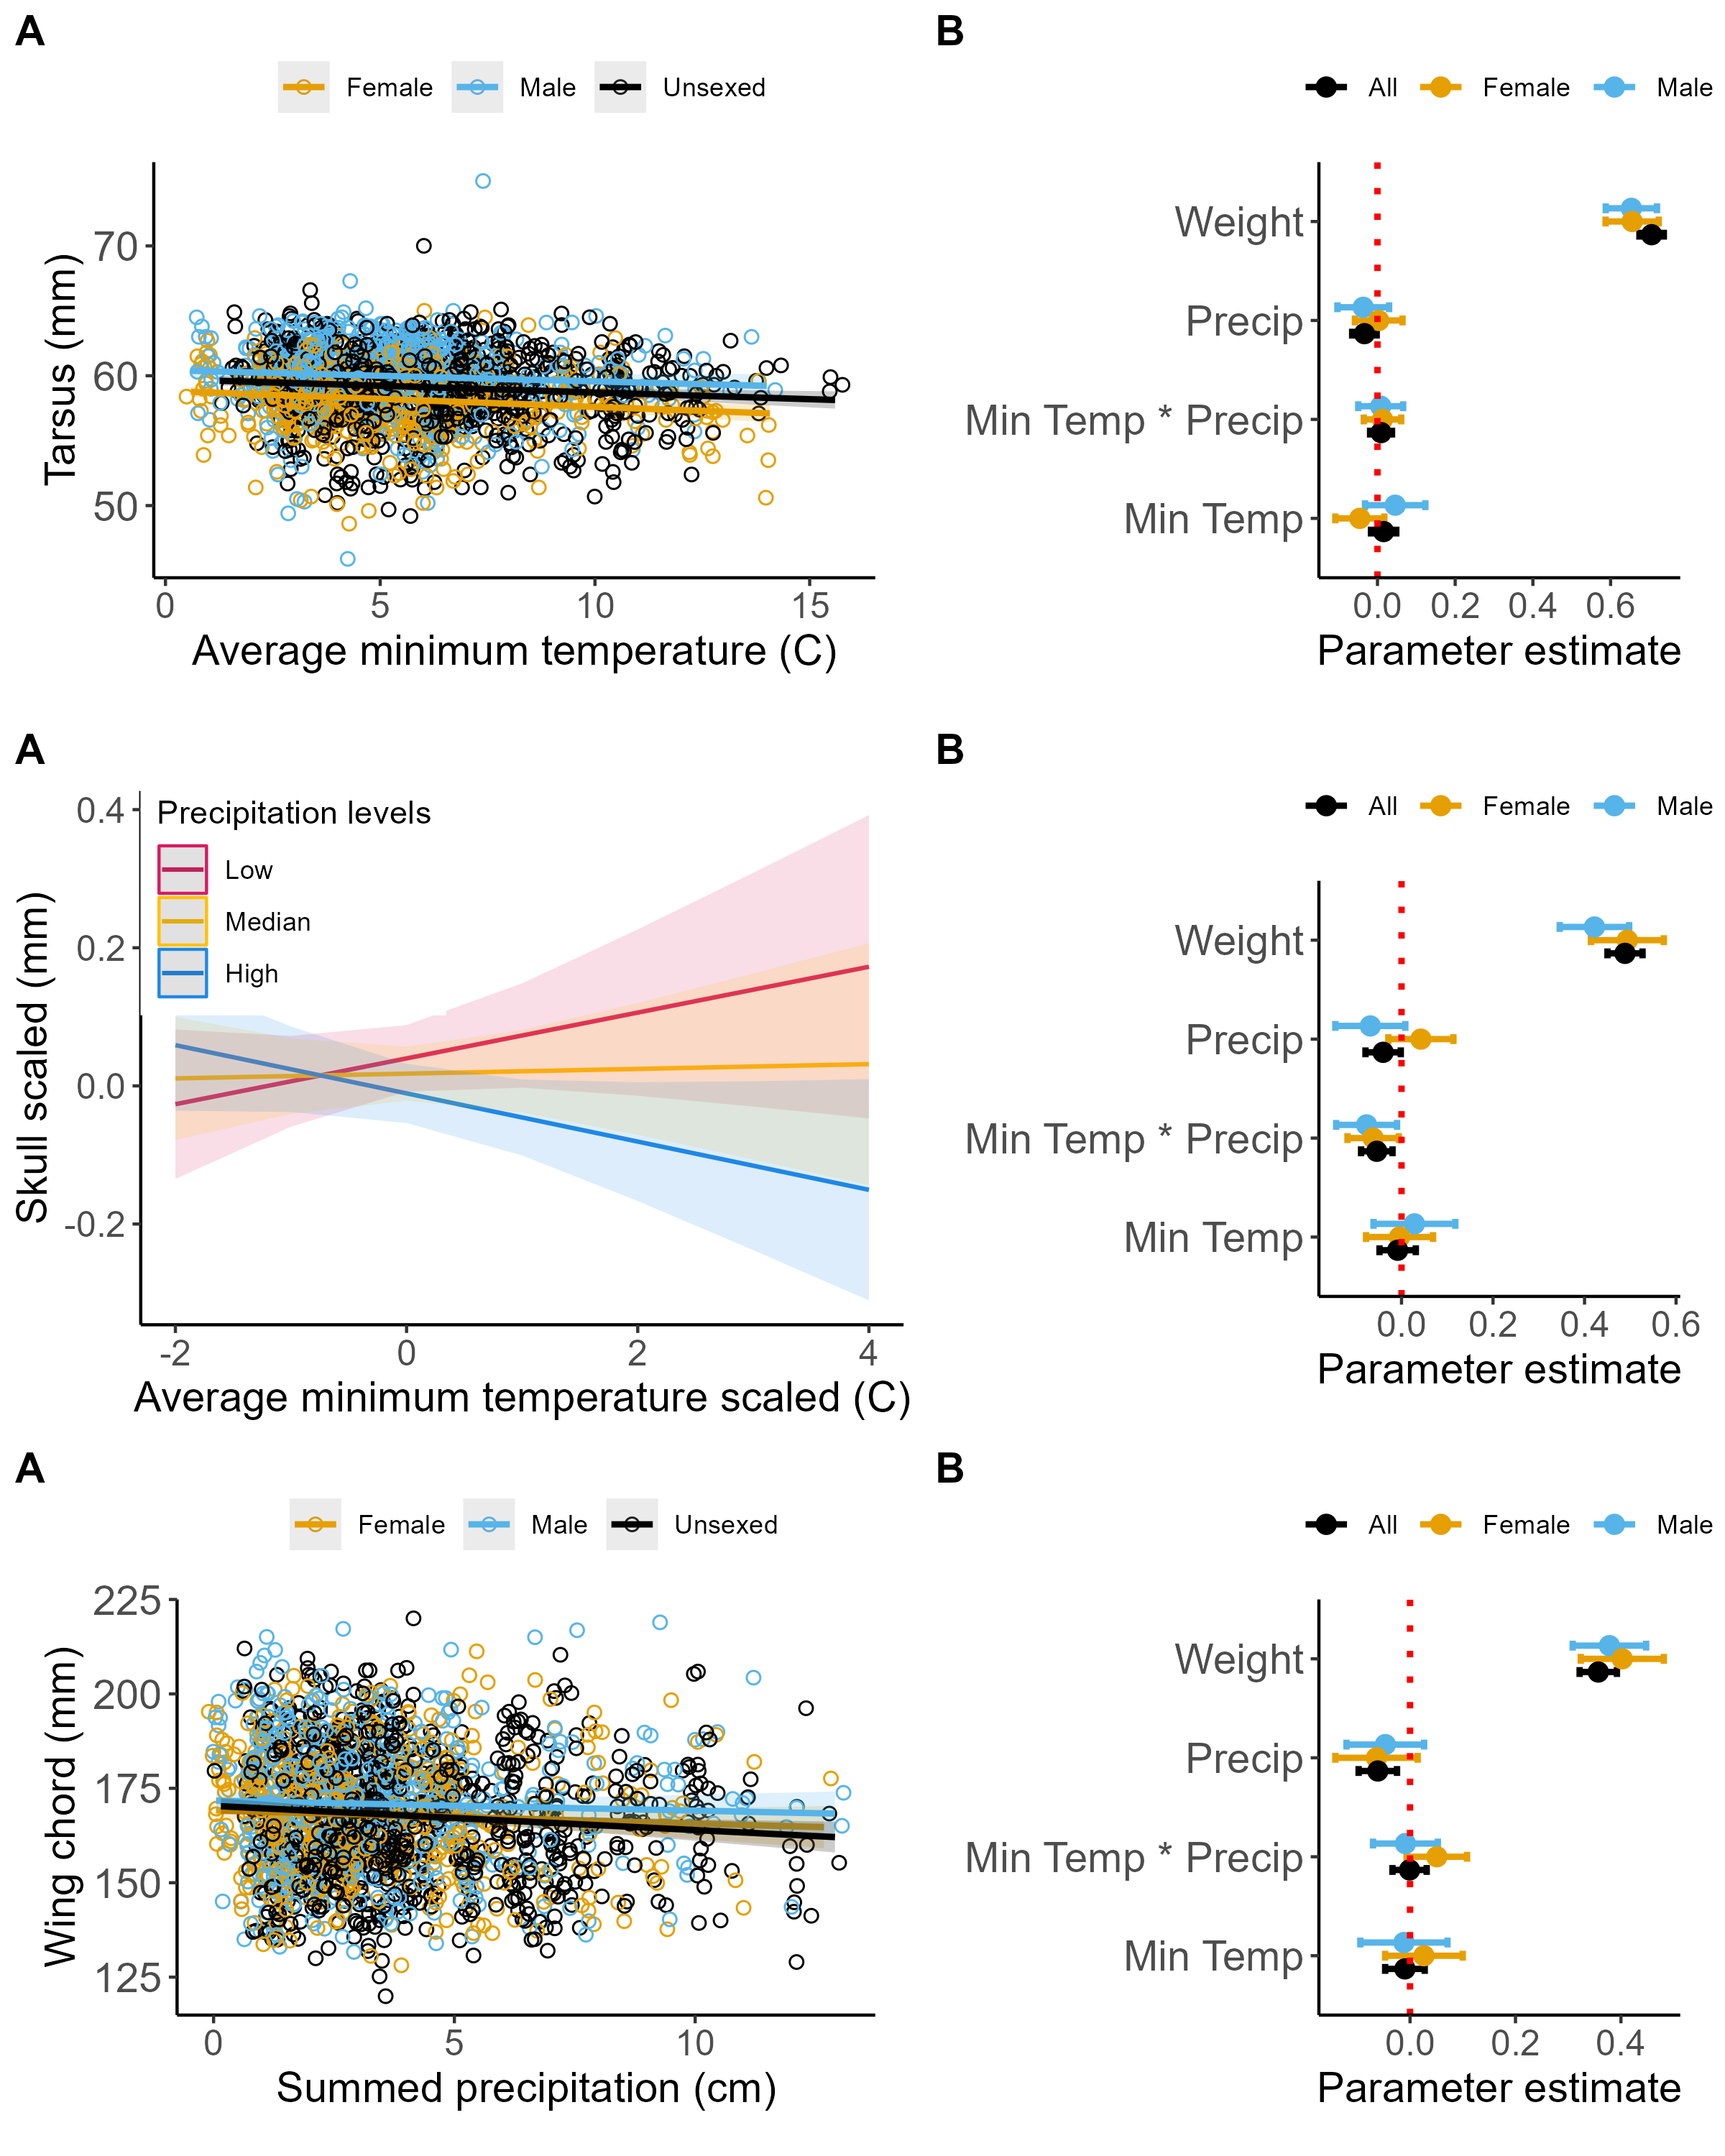 A
Female Male Unsexed
Tarsus (mm)
70
60
50
0 5 10 15
Average minimum temperature (C)
B
All Female Male
Weight
Precip
Min Temp * Precip
Min Temp
0.0 0.2 0.4 0.6
Parameter estimate
A
Skull scaled (mm)
Precipitation levels
Low
Median
High
0.4
0.2
0.0
-0.2
-2 0 2 4
Average minimum temperature scaled (C)
B
All Female Male
Weight
Precip
Min Temp * Precip
Min Temp
0.0 0.2 0.4 0.6
Parameter estimate
A
Female Male Unsexed
Wing chord (mm)
225
200
175
150
125
0 5 10
Summed precipitation (cm)
B
All Female Male
Weight
Precip
Min Temp * Precip
Min Temp
0.0 0.2 0.4
Parameter estimate